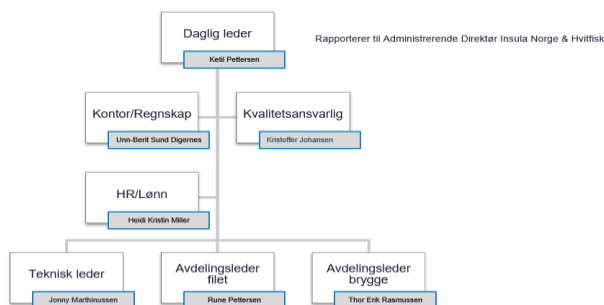 Daglig leder
Rapporterer til Administrerende Direktør Insula Norge & Hvitfisk
Ketil Pettersen
Kontor/Regnskap
Kvalitetsansvarlig
Unn-Berit Sund Digernes
Kristoffer Johansen
HR/Lønn
Heidi Kristin Miller
Teknisk leder
Avdelingsleder
filet
Avdelingsleder
brygge
Jonny Marthinussen
Rune Pettersen
Thor Erik Rasmussen